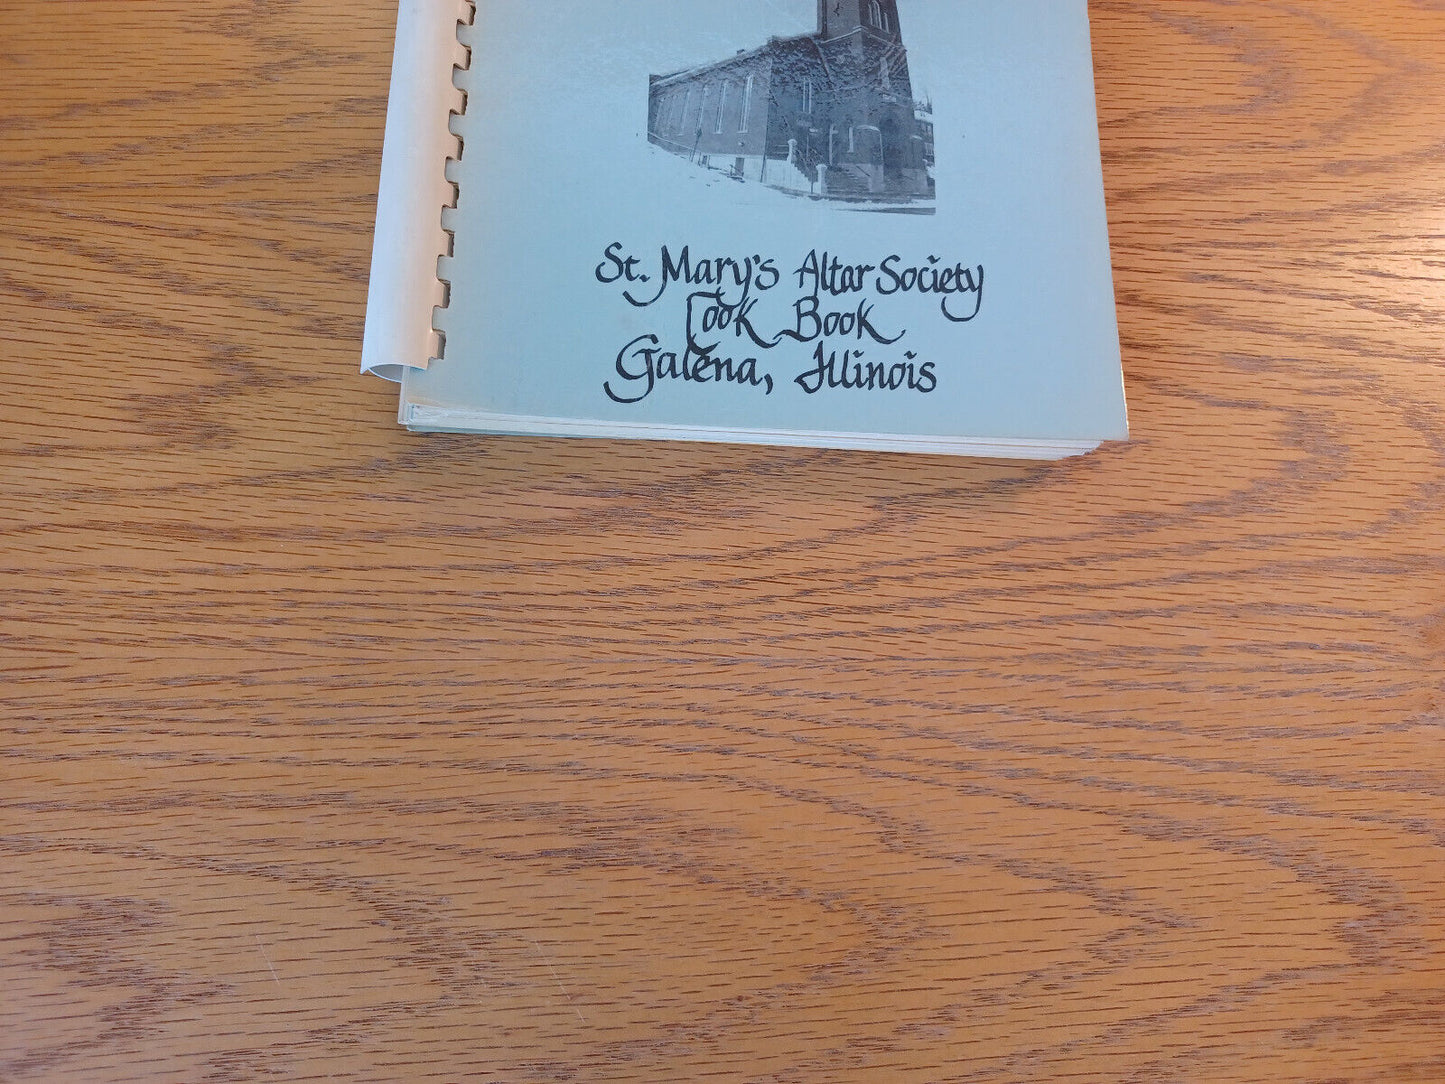 St. Mary's Altar Society
Cook Book
Galena, Illinois